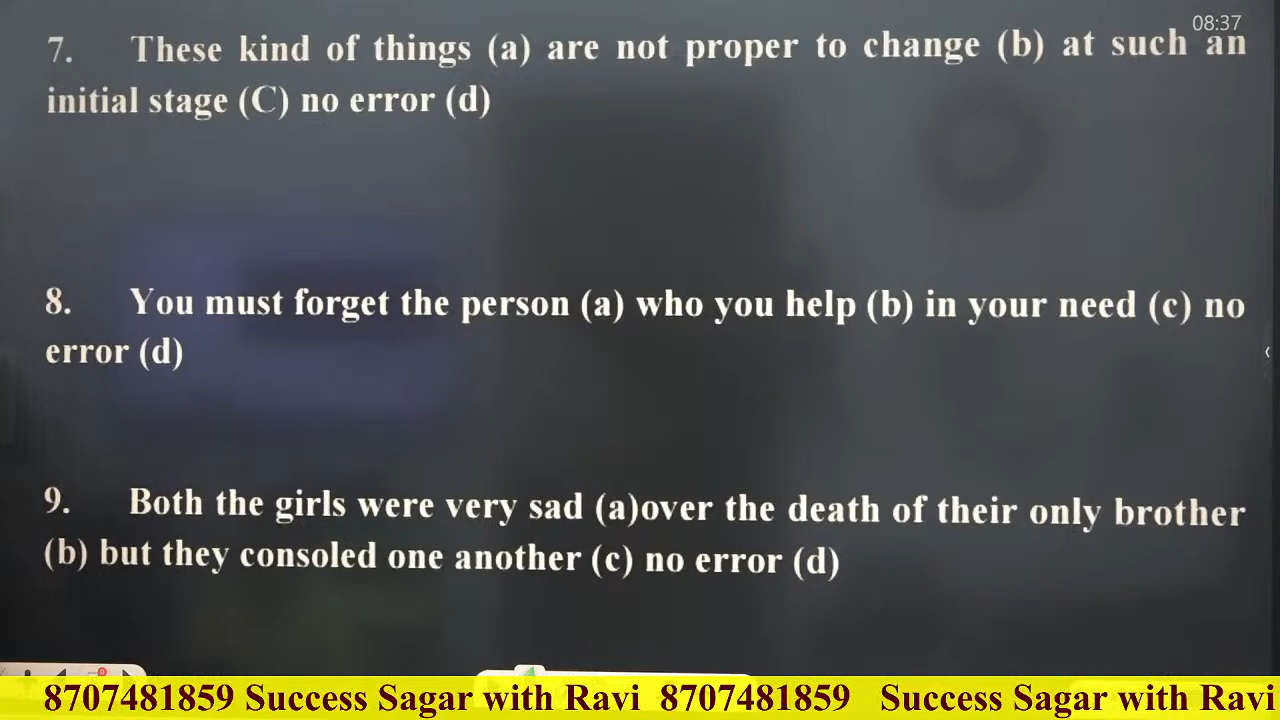 08:37
7. These kind of things (a) are not proper to change (b) at such an
initial stage (C) no error (d)
8. You must forget the person (a) who you help (b) in your need (c) no
error (d)
9. Both the girls were very sad (a)over the death of their only brother
(b) but they consoled one another (c) no error (d)
8707481859 Success Sagar with Ravi 8707481859 Success Sagar with Ravi